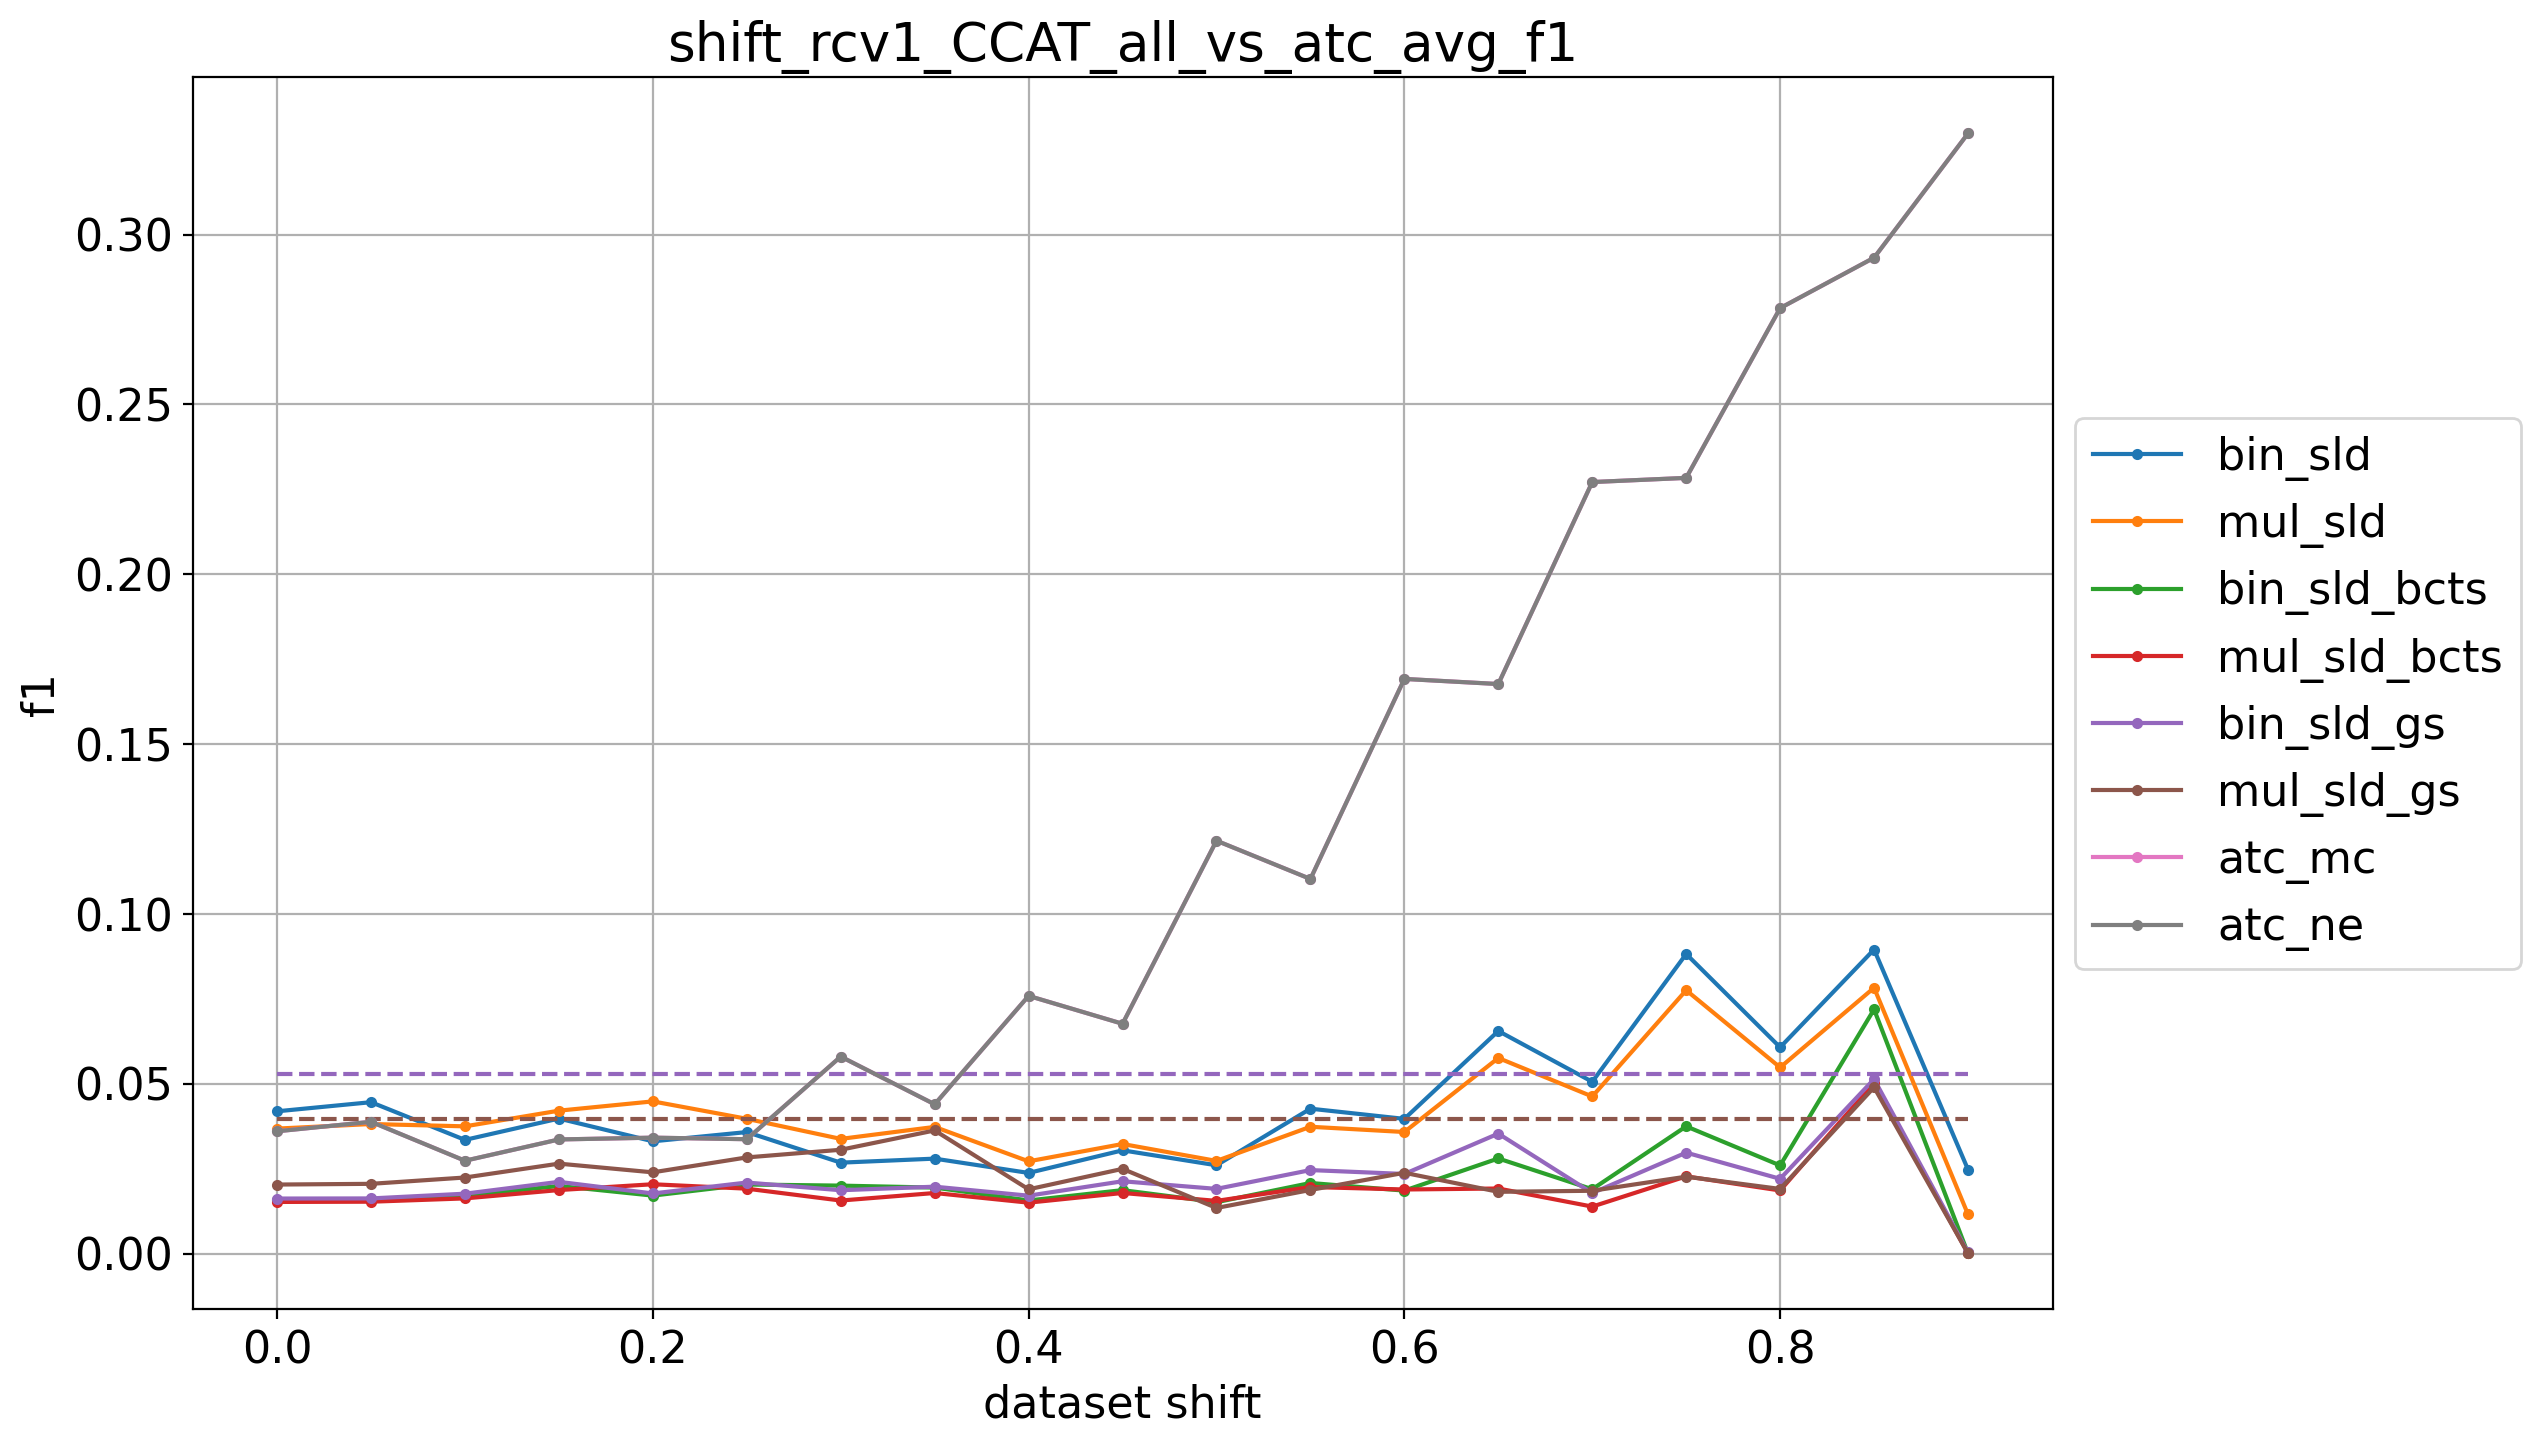 shift_rcv1_CCAT_all_vs_atc_avg_f1
0.30
0.25
0.20
0.15
0.10
0.05
0.00
f1
0.0 0.2 0.4 0.6 0.8
dataset shift
bin_sld
mul_sld
bin_sld_bcts
mul_sld_bcts
bin_sld_gs
mul_sld_gs
atc_mc
atc_ne